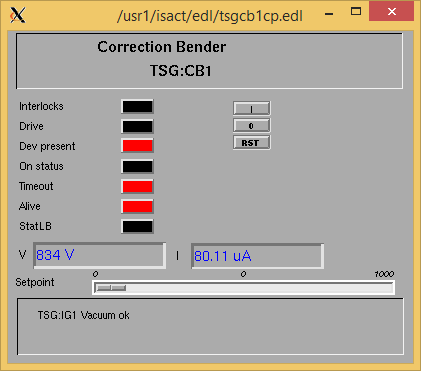 /usr1/isact/edl/tsgcb1cp.edl
Correction Bender
TSG:CB1
Interlocks
I
Drive
0
Dev present
RST
On status
Timeout
Alive
StatLB
V 834 V I 80.11 uA
0 0 1000
Setpoint
TSG:IG1 Vacuum ok